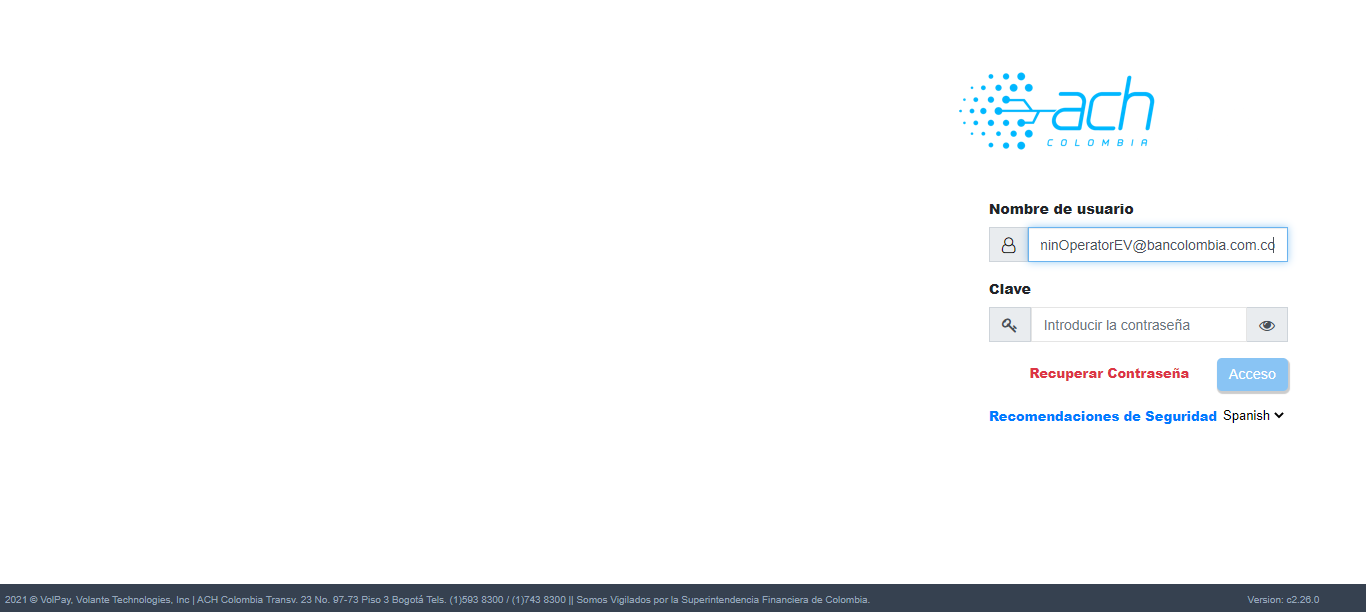 ach
COLOMBIA
Nombre de usuario
ninOperatorEV@bancolombia.com.co
Clave
Introducir la contraseña
Recuperar Contraseña Acceso
Recomendaciones de Seguridad Spanish
2021 © VolPay, Volante Technologies, Inc | ACH Colombia Transv. 23 No. 97-73 Piso 3 Bogotá Tels. (1)593 8300 / (1)743 8300 || Somos Vigilados por la Superintendencia Financiera de Colombia. Version: c2.26.0